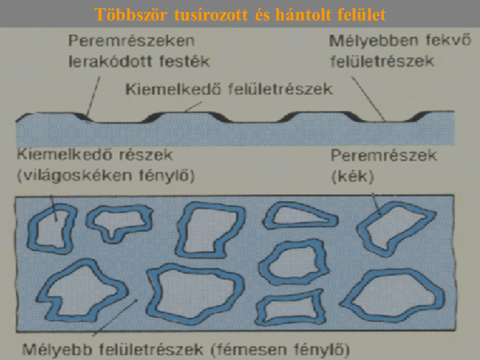 Többször tusírozott és hántolt felület
Peremrészeken
lerakódott festék
Mélyebben fekvő
felületrészek
Kiemelkedő felületrészek
Kiemelkedő részek
(világoskéken fénylő)
Peremrészek
(kék)
Mélyebb felületrészek (fémesen fénylő)